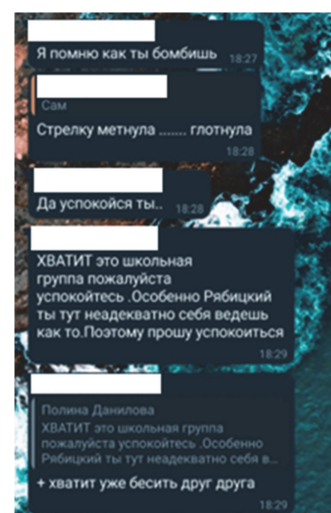 Я помню как ты бомбишь 18:27
Сам
Стрелку метнула ....... глотнула
18:28
Да успокойся ты.. 18:28
ХВАТИТ это школьная
группа пожалуйста
успокойтесь .Особенно Рябицкий
ты тут неадекватно себя ведешь
как то.Поэтому прошу успокоиться
18:29
Полина Данилова
ХВАТИТ это школьная группа
пожалуйста успокойтесь .Особенно
Рябицкий ты тут неадекватно себя в...
+ хватит уже бесить друг друга
18:29